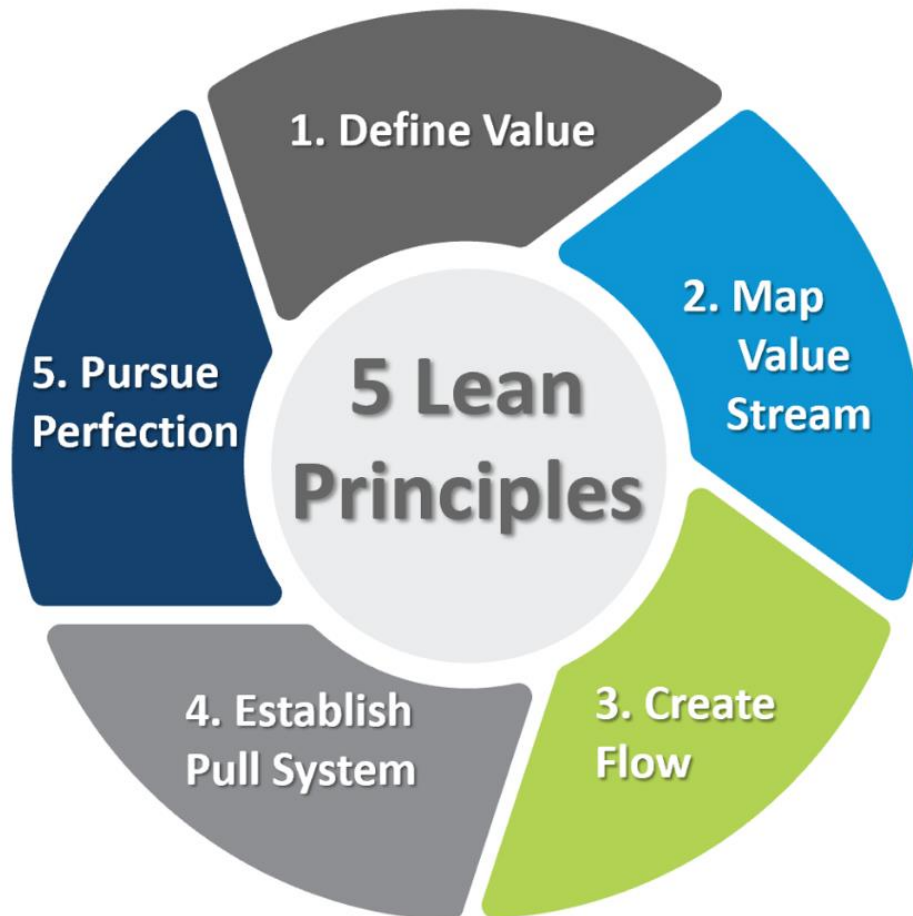 5 Lean
Principles
1. Define Value
2. Map
Value
Stream
3. Create
Flow
4. Establish
Pull System
5. Pursue
Perfection